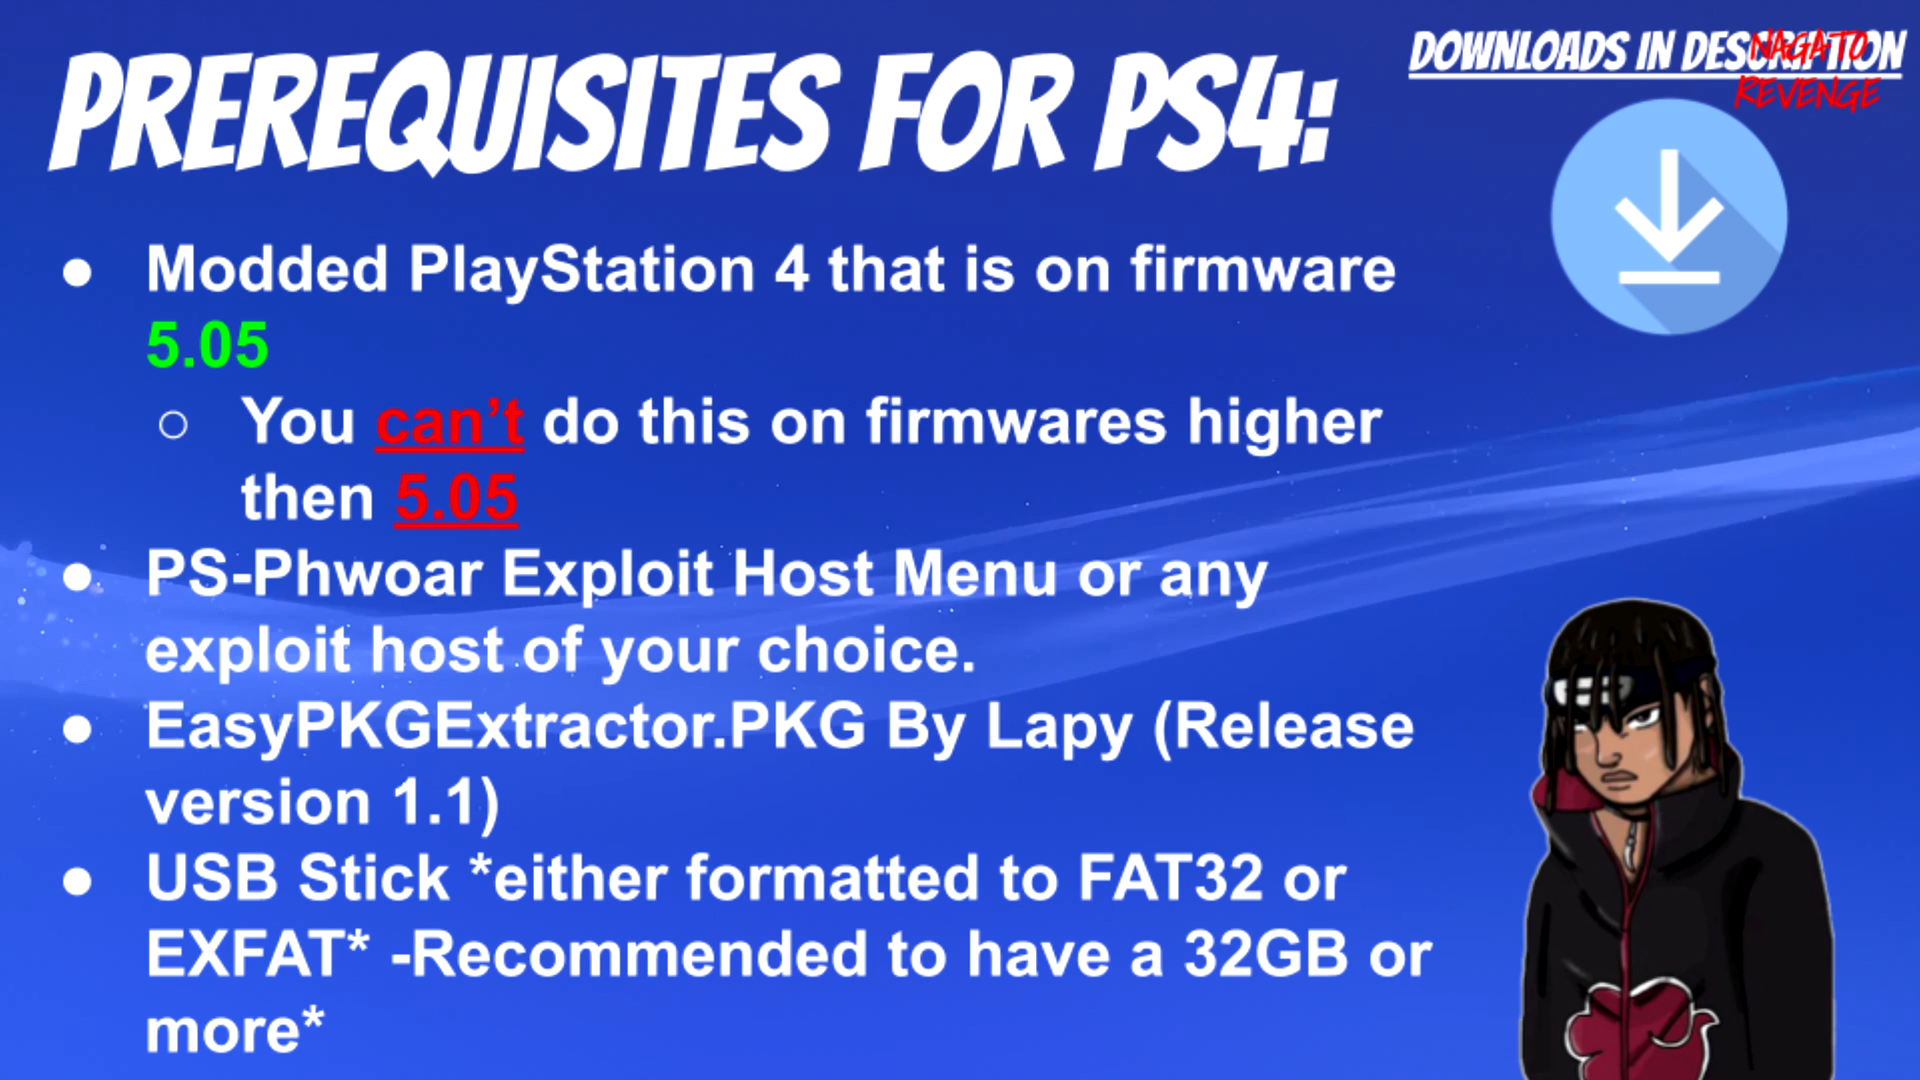 PREREQUISITES FOR PS4:
DOWNLOADS IN DESCRIPTION
NAGATO
REVENGE
● Modded PlayStation 4 that is on firmware
5.05
○ You can't do this on firmwares higher
then 5.05
● PS-Phwoar Exploit Host Menu or any
exploit host of your choice.
● EasyPKGExtractor.PKG By Lapy (Release
version 1.1)
● USB Stick *either formatted to FAT32 or
EXFAT* -Recommended to have a 32GB or
more*